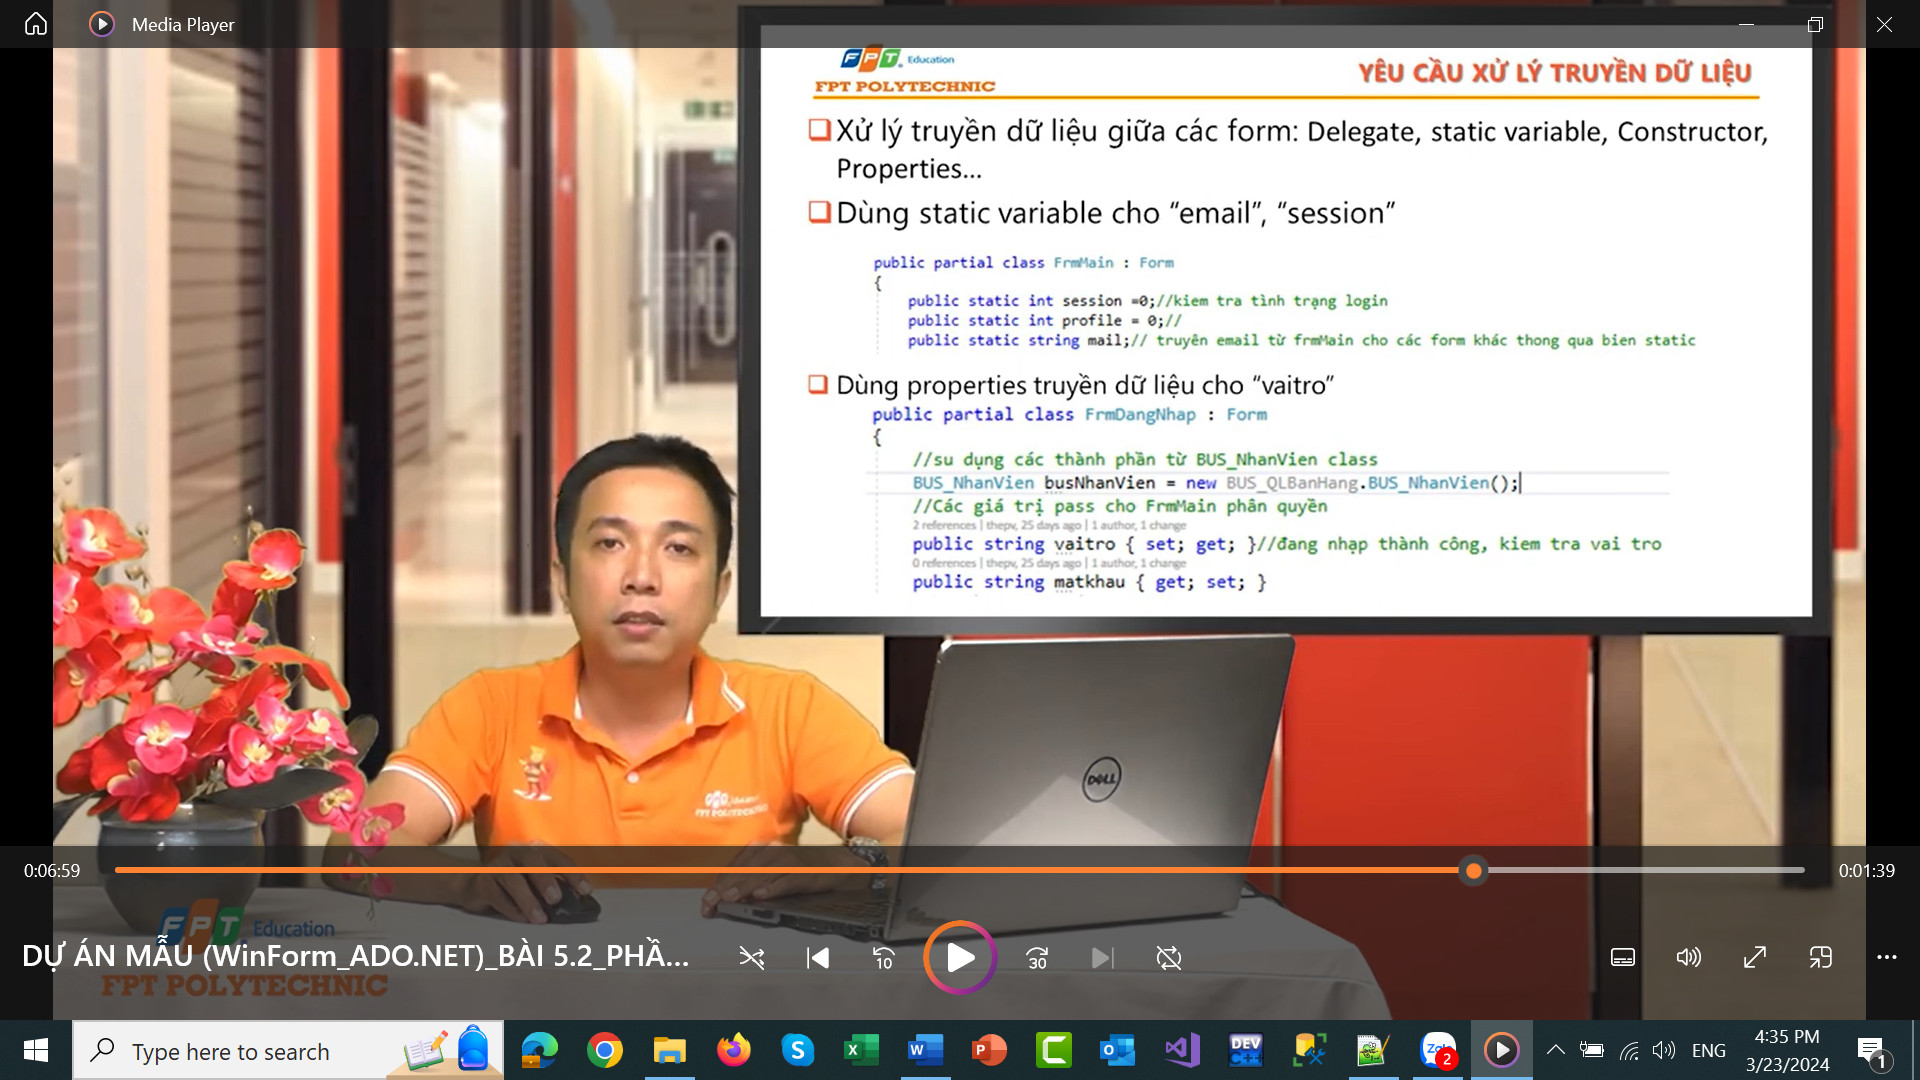 Media Player
FPT Education
FPT POLYTECHNIC
YÊU CẦU XỬ LÝ TRUYỀN DỮ LIỆU
Xử lý truyền dữ liệu giữa các form: Delegate, static variable, Constructor,
Properties...
Dùng static variable cho “email”, “session”
public partial class FrmMain : Form
{
public static int session =0;//kiem tra tình trạng login
public static int profile = 0;//
public static string mail;// truyên email từ frmMain cho các form khác thong qua bien static
Dùng properties truyền dữ liệu cho “vaitro”
public partial class FrmDangNhap : Form
{
//su dụng các thành phần từ BUS_NhanVien class
BUS_NhanVien busNhanVien = new BUS_QLBanHang.BUS_NhanVien();
//Các giá trị pass cho FrmMain phân quyền
2 references | thepv, 25 days ago | 1 author, 1 change
public string vaitro { set; get; }//đang nhạp thành công, kiem tra vai tro
0 references | thepv, 25 days ago | 1 author, 1 change
public string matkhau { get; set; }
DELL
FPT POLYTECHNIC
0:06:59
0:01:39
FPT Education
DỰ ÁN MẪU (WinForm_ADO.NET)_BÀI 5.2_PHẦ...
FPT POLYTECHNIC
10
30
Type here to search
DEV
C++
Zalo
2
ENG
4:35 PM
3/23/2024
1